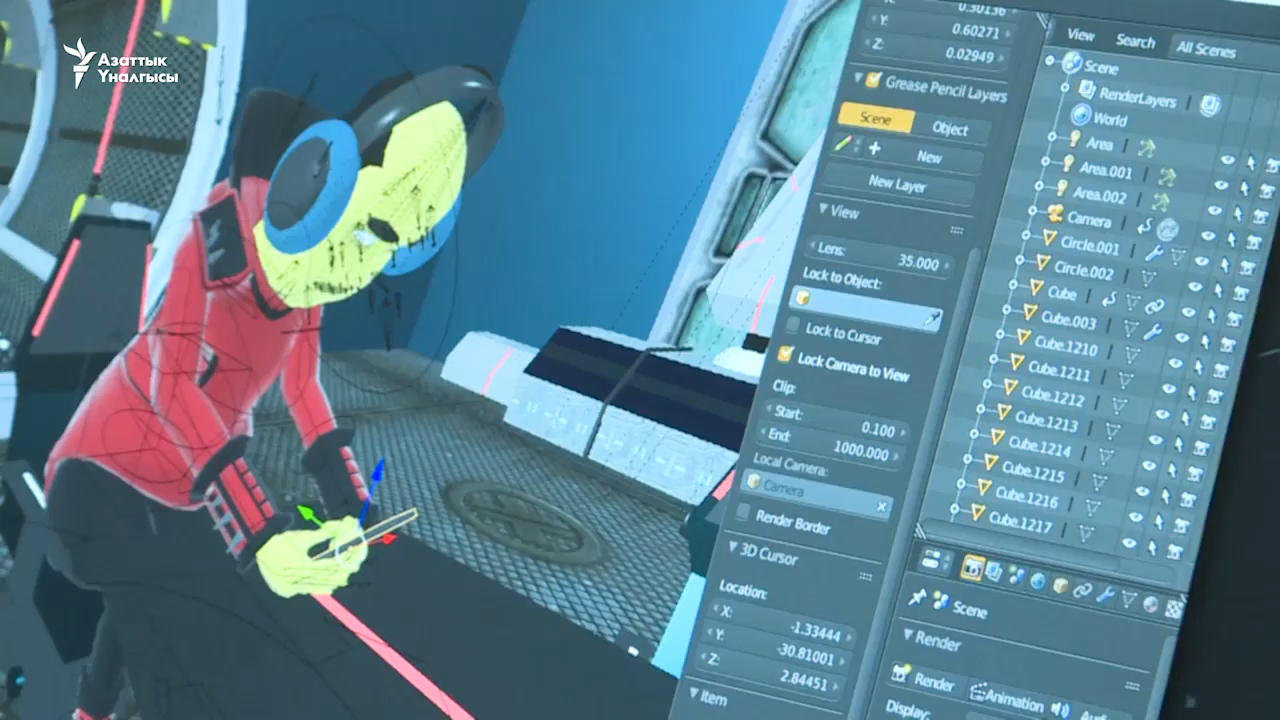 Азаттык
Үналгысы
Y: 0.60271
Z: 0.02949
Grease Pencil Layers
Scene
Object
New
New Layer
View
Lens: 35.000
Lock to Object:
Lock to Cursor
Lock Camera to View
Clip:
Start: 0.100
End: 1000.000
Local Camera:
Camera
Render Border
3D Cursor
Location:
X: -1.33444
Y: -30.81001
Z: 2.84451
Item
View Search All Scenes
Scene
RenderLayers
World
Area
Area.001
Area.002
Camera
Circle.001
Circle.002
Cube
Cube.003
Cube.1210
Cube.1211
Cube.1212
Cube.1213
Cube.1214
Cube.1215
Cube.1216
Cube.1217
Scene
Render
Render
Animation
Display: